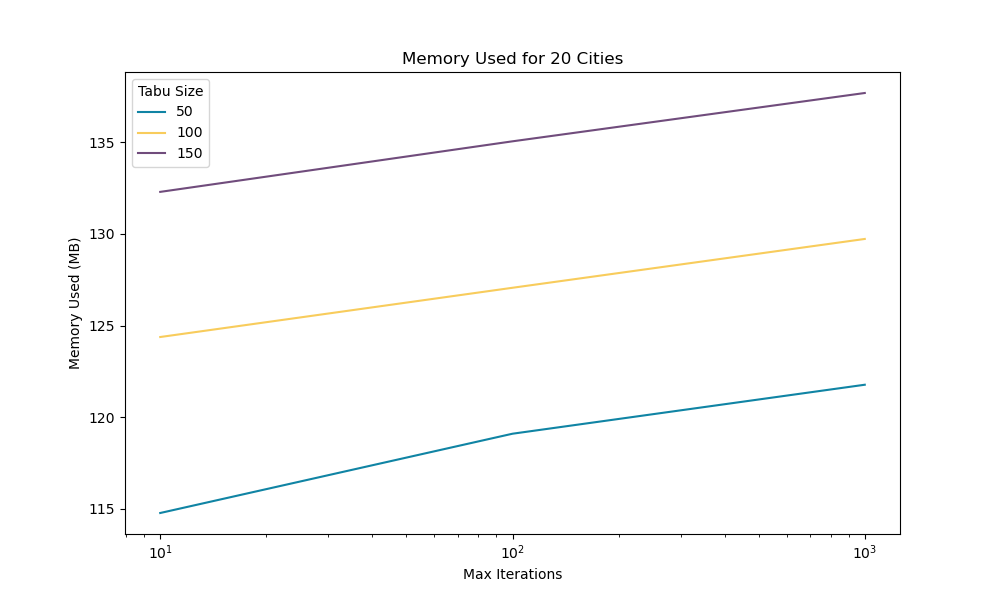 Memory Used for 20 Cities
Tabu Size
50
100
150
135
130
125
120
115
Memory Used (MB)
10¹
10²
10³
Max Iterations